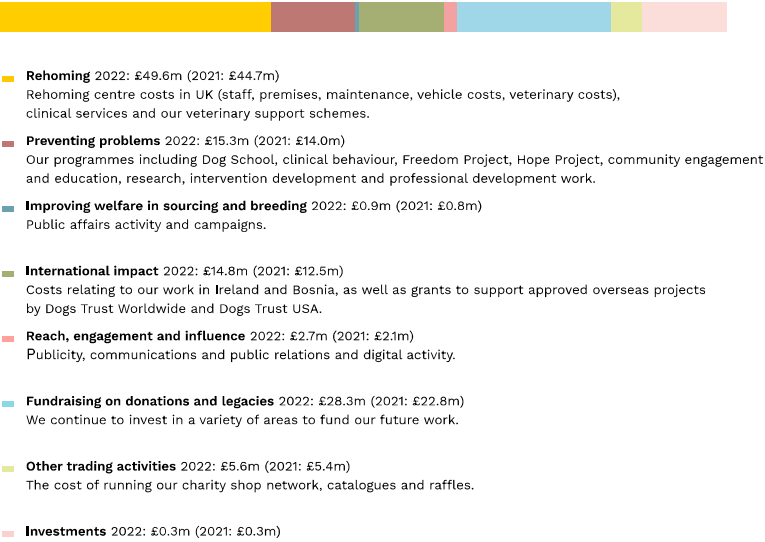 Rehoming 2022: £49.6m (2021: £44.7m)
Rehoming centre costs in UK (staff, premises, maintenance, vehicle costs, veterinary costs),
clinical services and our veterinary support schemes.
Preventing problems 2022: £15.3m (2021: £14.0m)
Our programmes including Dog School, clinical behaviour, Freedom Project, Hope Project, community engagement
and education, research, intervention development and professional development work.
Improving welfare in sourcing and breeding 2022: £0.9m (2021: £0.8m)
Public affairs activity and campaigns.
International impact 2022: £14.8m (2021: £12.5m)
Costs relating to our work in Ireland and Bosnia, as well as grants to support approved overseas projects
by Dogs Trust Worldwide and Dogs Trust USA.
Reach, engagement and influence 2022: £2.7m (2021: £2.1m)
Publicity, communications and public relations and digital activity.
Fundraising on donations and legacies 2022: £28.3m (2021: £22.8m)
We continue to invest in a variety of areas to fund our future work.
Other trading activities 2022: £5.6m (2021: £5.4m)
The cost of running our charity shop network, catalogues and raffles.
Investments 2022: £0.3m (2021: £0.3m)